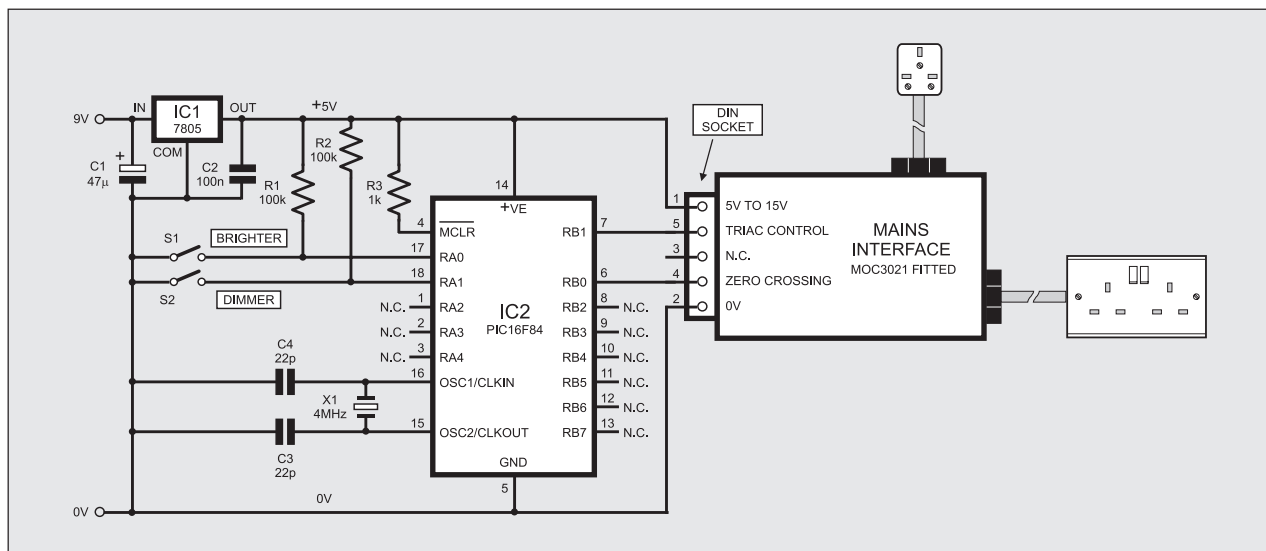 9V
IN
IC1
7805
OUT
COM
+5V
+
C1
47µ
C2
100n
R1
100k
R2
100k
R3
1k
S1
BRIGHTER
S2
DIMMER
14
+VE
4
MCLR
17
RA0
18
RA1
N.C.
1
RA2
N.C.
2
RA3
N.C.
3
RA4
16
OSC1/CLKIN
15
OSC2/CLKOUT
IC2
PIC16F84
RB1
7
RB0
6
RB2
8
N.C.
RB3
9
N.C.
RB4
10
N.C.
RB5
11
N.C.
RB6
12
N.C.
RB7
13
N.C.
GND
5
C4
22p
X1
4MHz
C3
22p
0V
0V
DIN
SOCKET
1
5V TO 15V
5
TRIAC CONTROL
3
N.C.
4
ZERO CROSSING
2
0V
MAINS
INTERFACE
MOC3021 FITTED